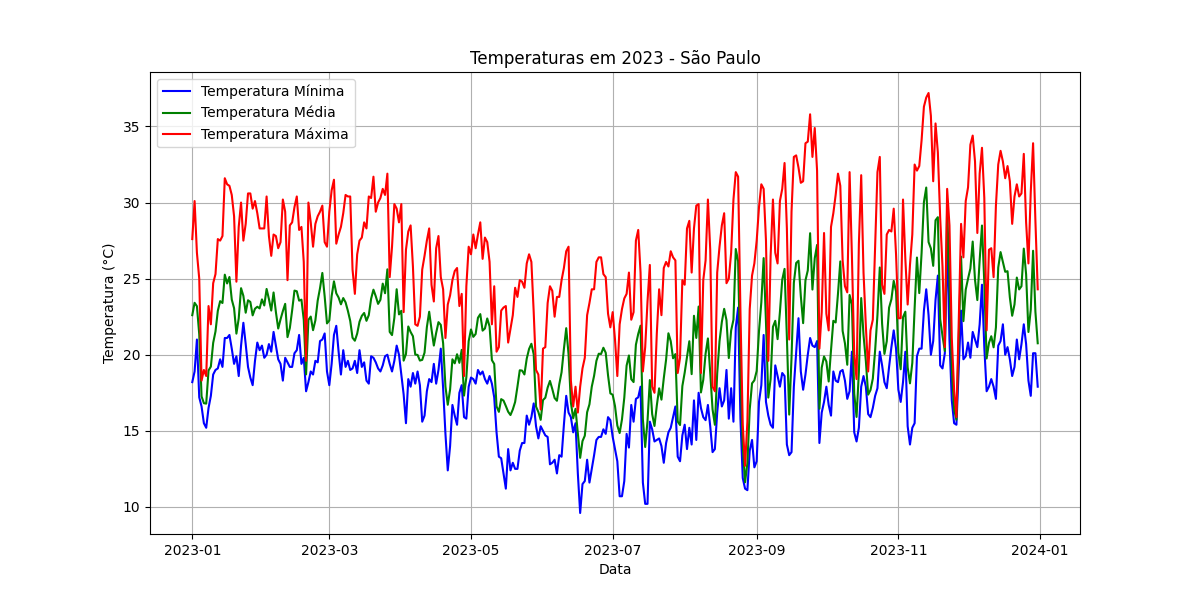 Temperaturas em 2023 - São Paulo
Temperatura Mínima
Temperatura Média
Temperatura Máxima
Temperatura (°C)
35
30
25
20
15
10
2023-01
2023-03
2023-05
2023-07
2023-09
2023-11
2024-01
Data